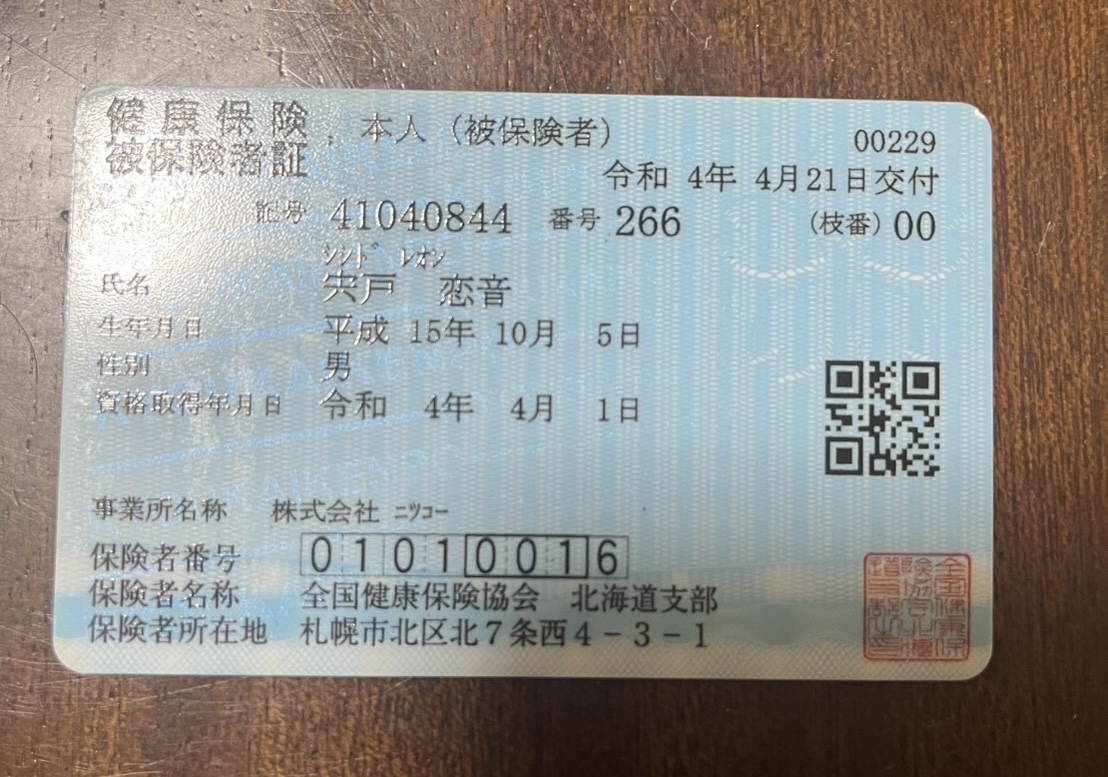 健康保険
被保険者証
本人（被保険者） 00229
令和 4年 4月21日交付
記号 41040844 番号 266 （枝番）00
ｼｼﾄﾞ ﾚｵﾝ
氏名 宍戸 恋音
生年月日 平成 15年 10月 5日
性別 男
資格取得年月日 令和 4年 4月 1日
事業所名称 株式会社 ﾆﾂｺｰ
保険者番号 01010016
保険者名称 全国健康保険協会 北海道支部
保険者所在地 札幌市北区北７条西４－３－１